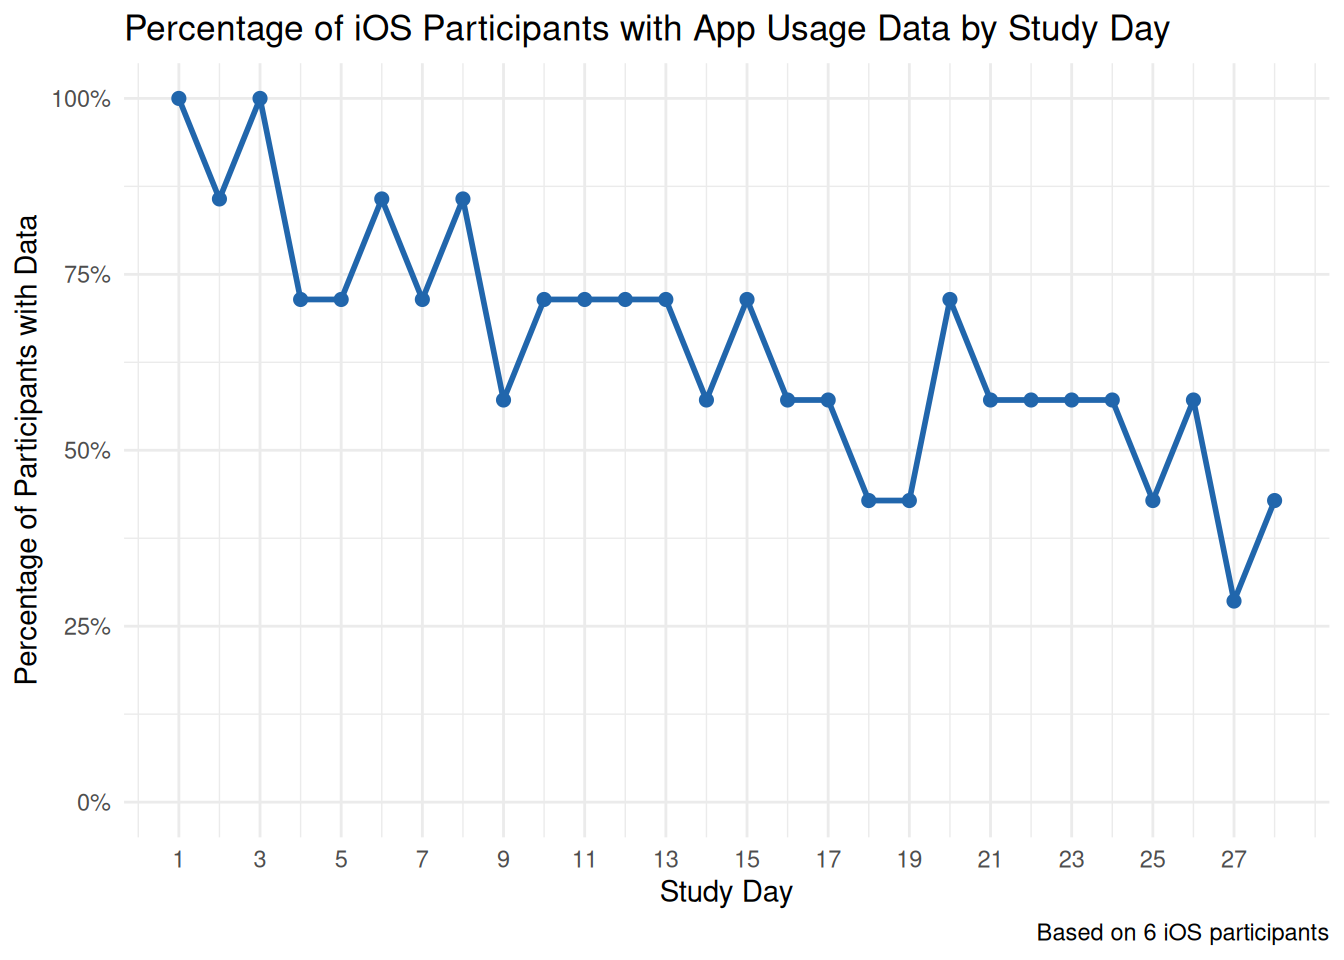 Percentage of iOS Participants with App Usage Data by Study Day
Percentage of Participants with Data
100%
75%
50%
25%
0%
1 3 5 7 9 11 13 15 17 19 21 23 25 27
Study Day
Based on 6 iOS participants